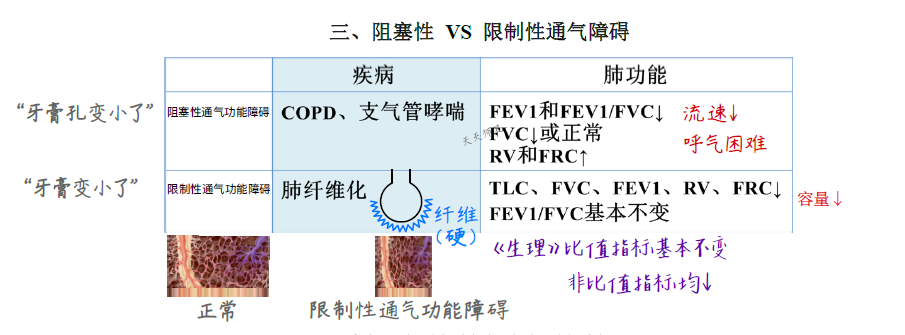 三、阻塞性 VS 限制性通气障碍
疾病
肺功能
“牙膏孔变小了”
阻塞性通气功能障碍
COPD、支气管哮喘
FEV1和FEV1/FVC↓
FVC↓或正常
RV和FRC↑
流速↓
呼气困难
“牙膏变小了”
限制性通气功能障碍
肺纤维化
纤维
(硬)
TLC、FVC、FEV1、RV、FRC↓
FEV1/FVC基本不变
容量↓
《生理》比值指标基本不变
非比值指标均↓
正常
限制性通气功能障碍